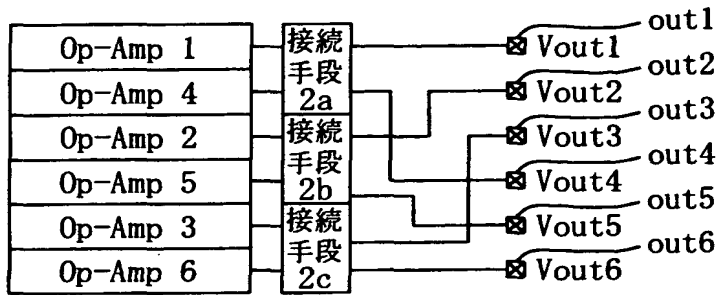 Op-Amp 1
Op-Amp 4
Op-Amp 2
Op-Amp 5
Op-Amp 3
Op-Amp 6
接続
手段
2a
接続
手段
2b
接続
手段
2c
out1
Vout1
out2
Vout2
out3
Vout3
out4
Vout4
out5
Vout5
out6
Vout6